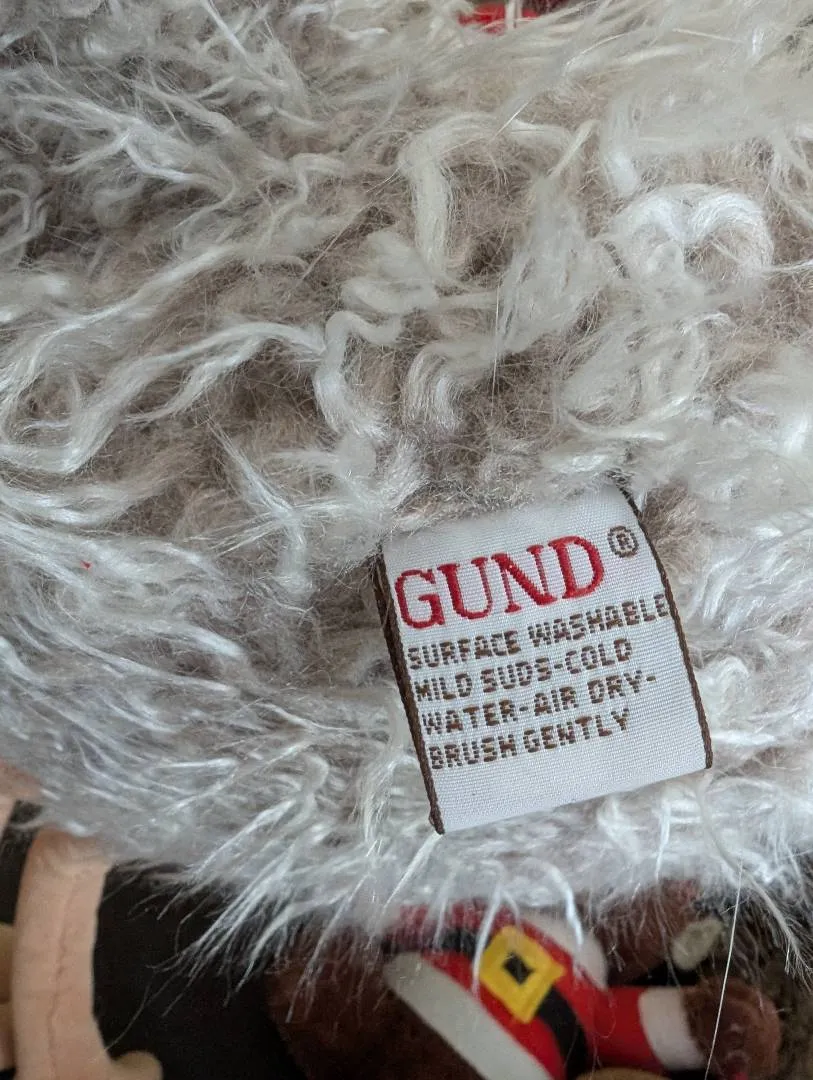 GUND®
SURFACE WASHABLE
MILD SUDS-COLD
WATER-AIR DRY-
BRUSH GENTLY